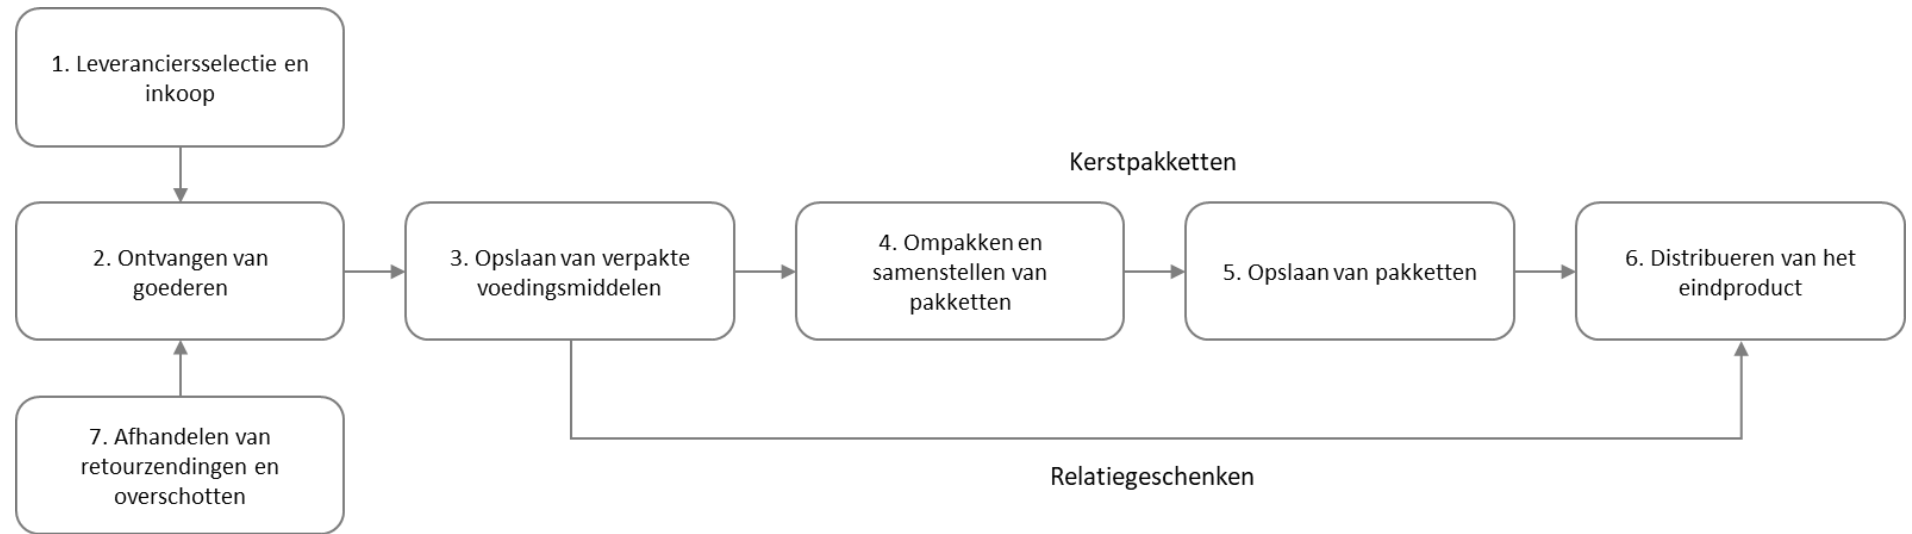 1. Leveranciersselectie en
inkoop
Kerstpakketten
2. Ontvangen van
goederen
3. Opslaan van verpakte
voedingsmiddelen
4. Ompakken en
samenstellen van
pakketten
5. Opslaan van pakketten
6. Distribueren van het
eindproduct
7. Afhandelen van
retourzendingen en
overschotten
Relatiegeschenken